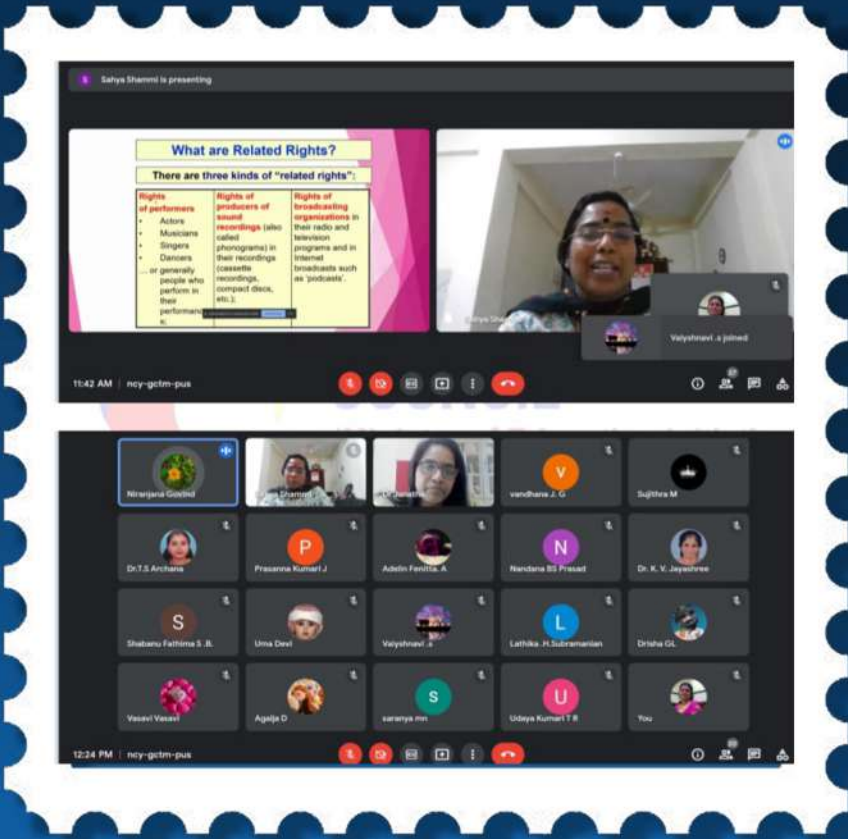 S Sahya Shammi is presenting
What are Related Rights?
There are three kinds of "related rights":
Rights
of performers
• Actors
• Musicians
• Singers
• Dancers
... or generally
people who
perform in
their
Rights of
producers of
sound
recordings (also
called
phonograms) in
their recordings
(cassette
recordings,
compact discs,
etc.);
Rights of
broadcasting
organizations in
their radio and
television
programs and in
Internet
broadcasts such
as 'podcasts'.
Vaiyshnavi .s joined
11:42 AM | ncy-gctm-pus
COUNCIL
Niranjana Govind
Shammi
V
vandhana J. G
Sujithra M
Dr.T.S Archana
P
Prasanna Kumari J
Adelin Fenitta. A
N
Nandana BS Prasad
Dr. K. V. Jayashree
S
Shabanu Fathima S .B.
Uma Devi
Vaiyshnavi .s
L
Lathika .H.Subramanian
Drisha GL
Vasavi Vasavi
Agalja D
s
saranya mn
U
Udaya Kumari T R
You
12:24 PM | ncy-gctm-pus